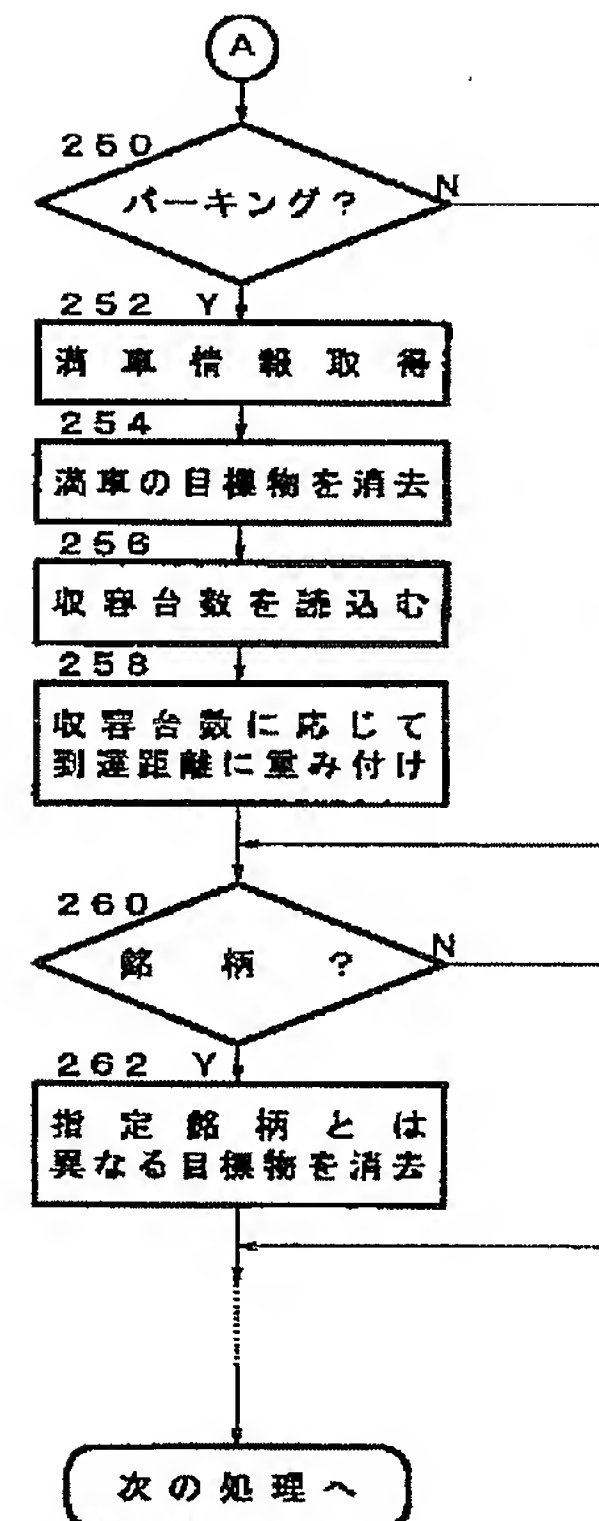 A
250
パーキング?
N
252 Y
満車情報取得
254
満車の目標物を消去
256
収容台数を読込む
258
収容台数に応じて
到達距離に重み付け
260
銘柄?
N
262 Y
指定銘柄とは
異なる目標物を消去
次の処理へ